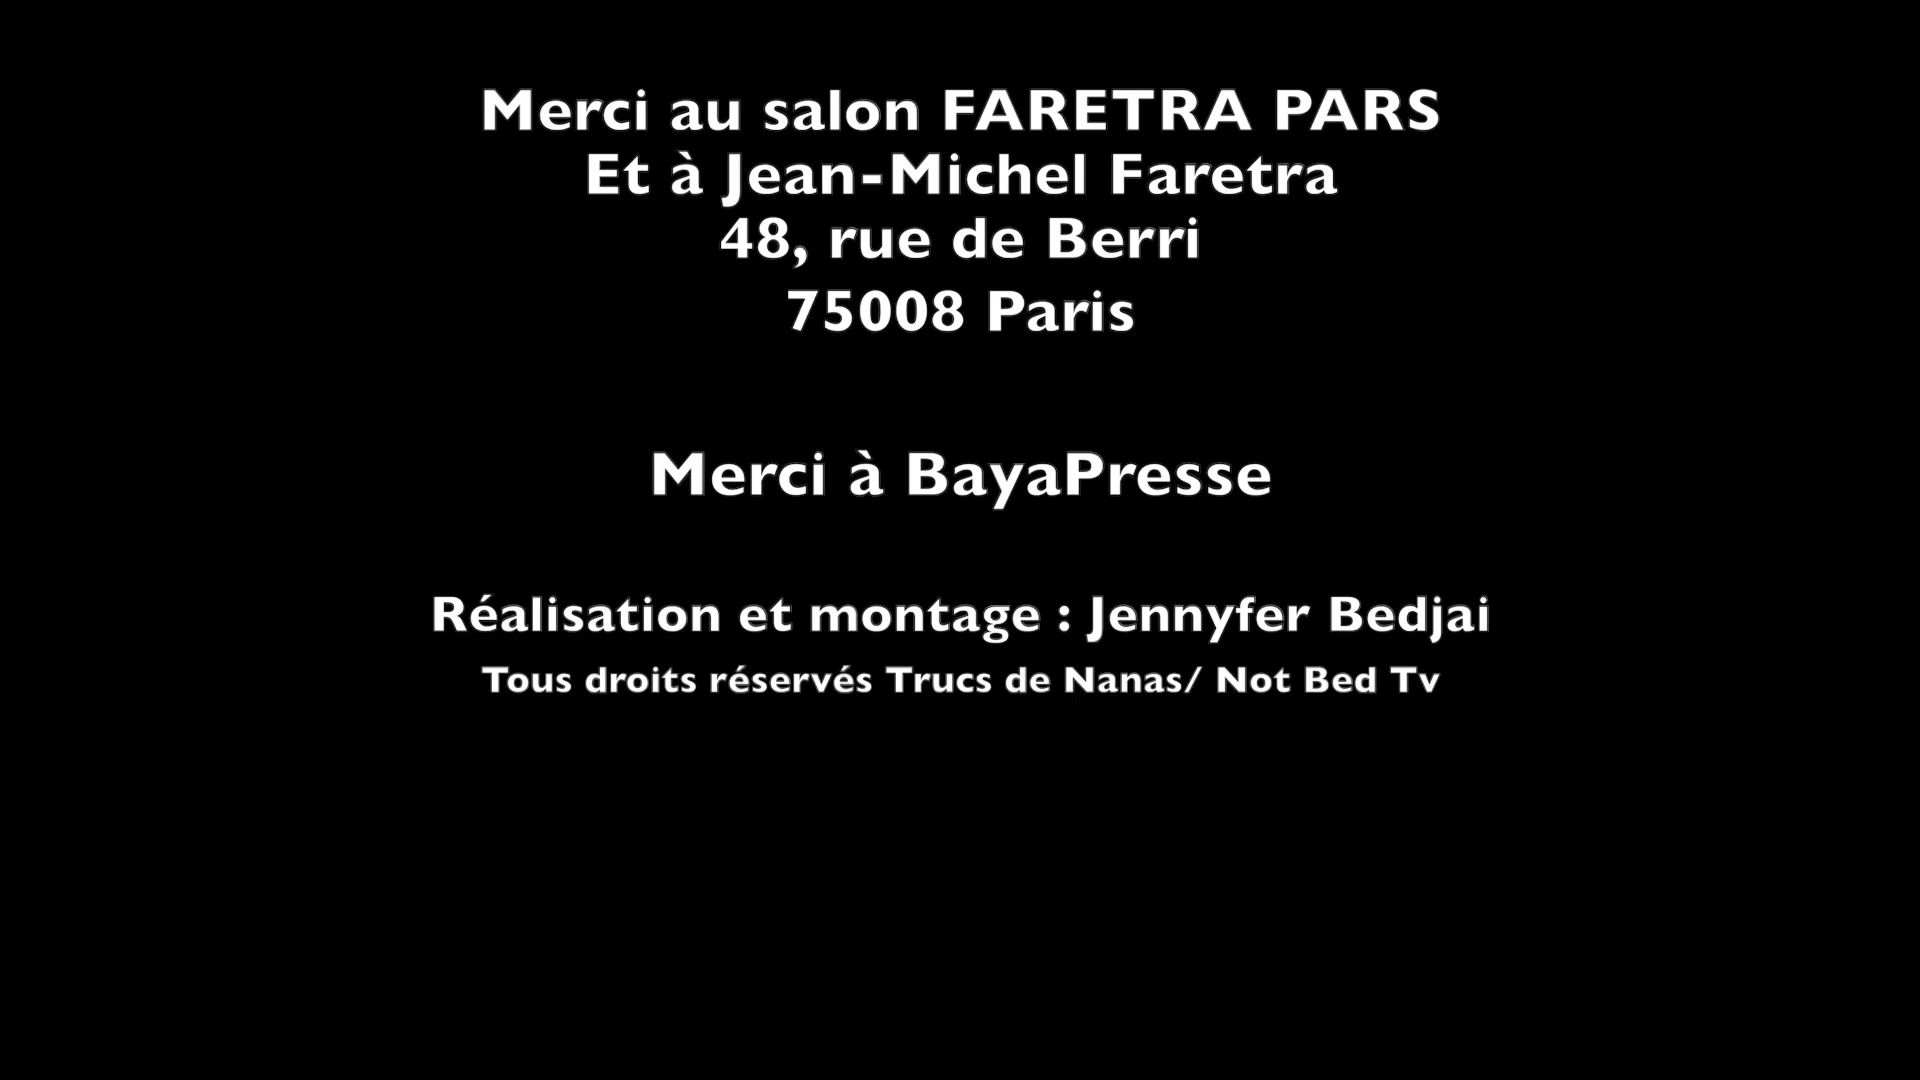 Merci au salon FARETRA PARS
Et à Jean-Michel Faretra
48, rue de Berri
75008 Paris
Merci à BayaPresse
Réalisation et montage : Jennyfer Bedjai
Tous droits réservés Trucs de Nanas/ Not Bed Tv